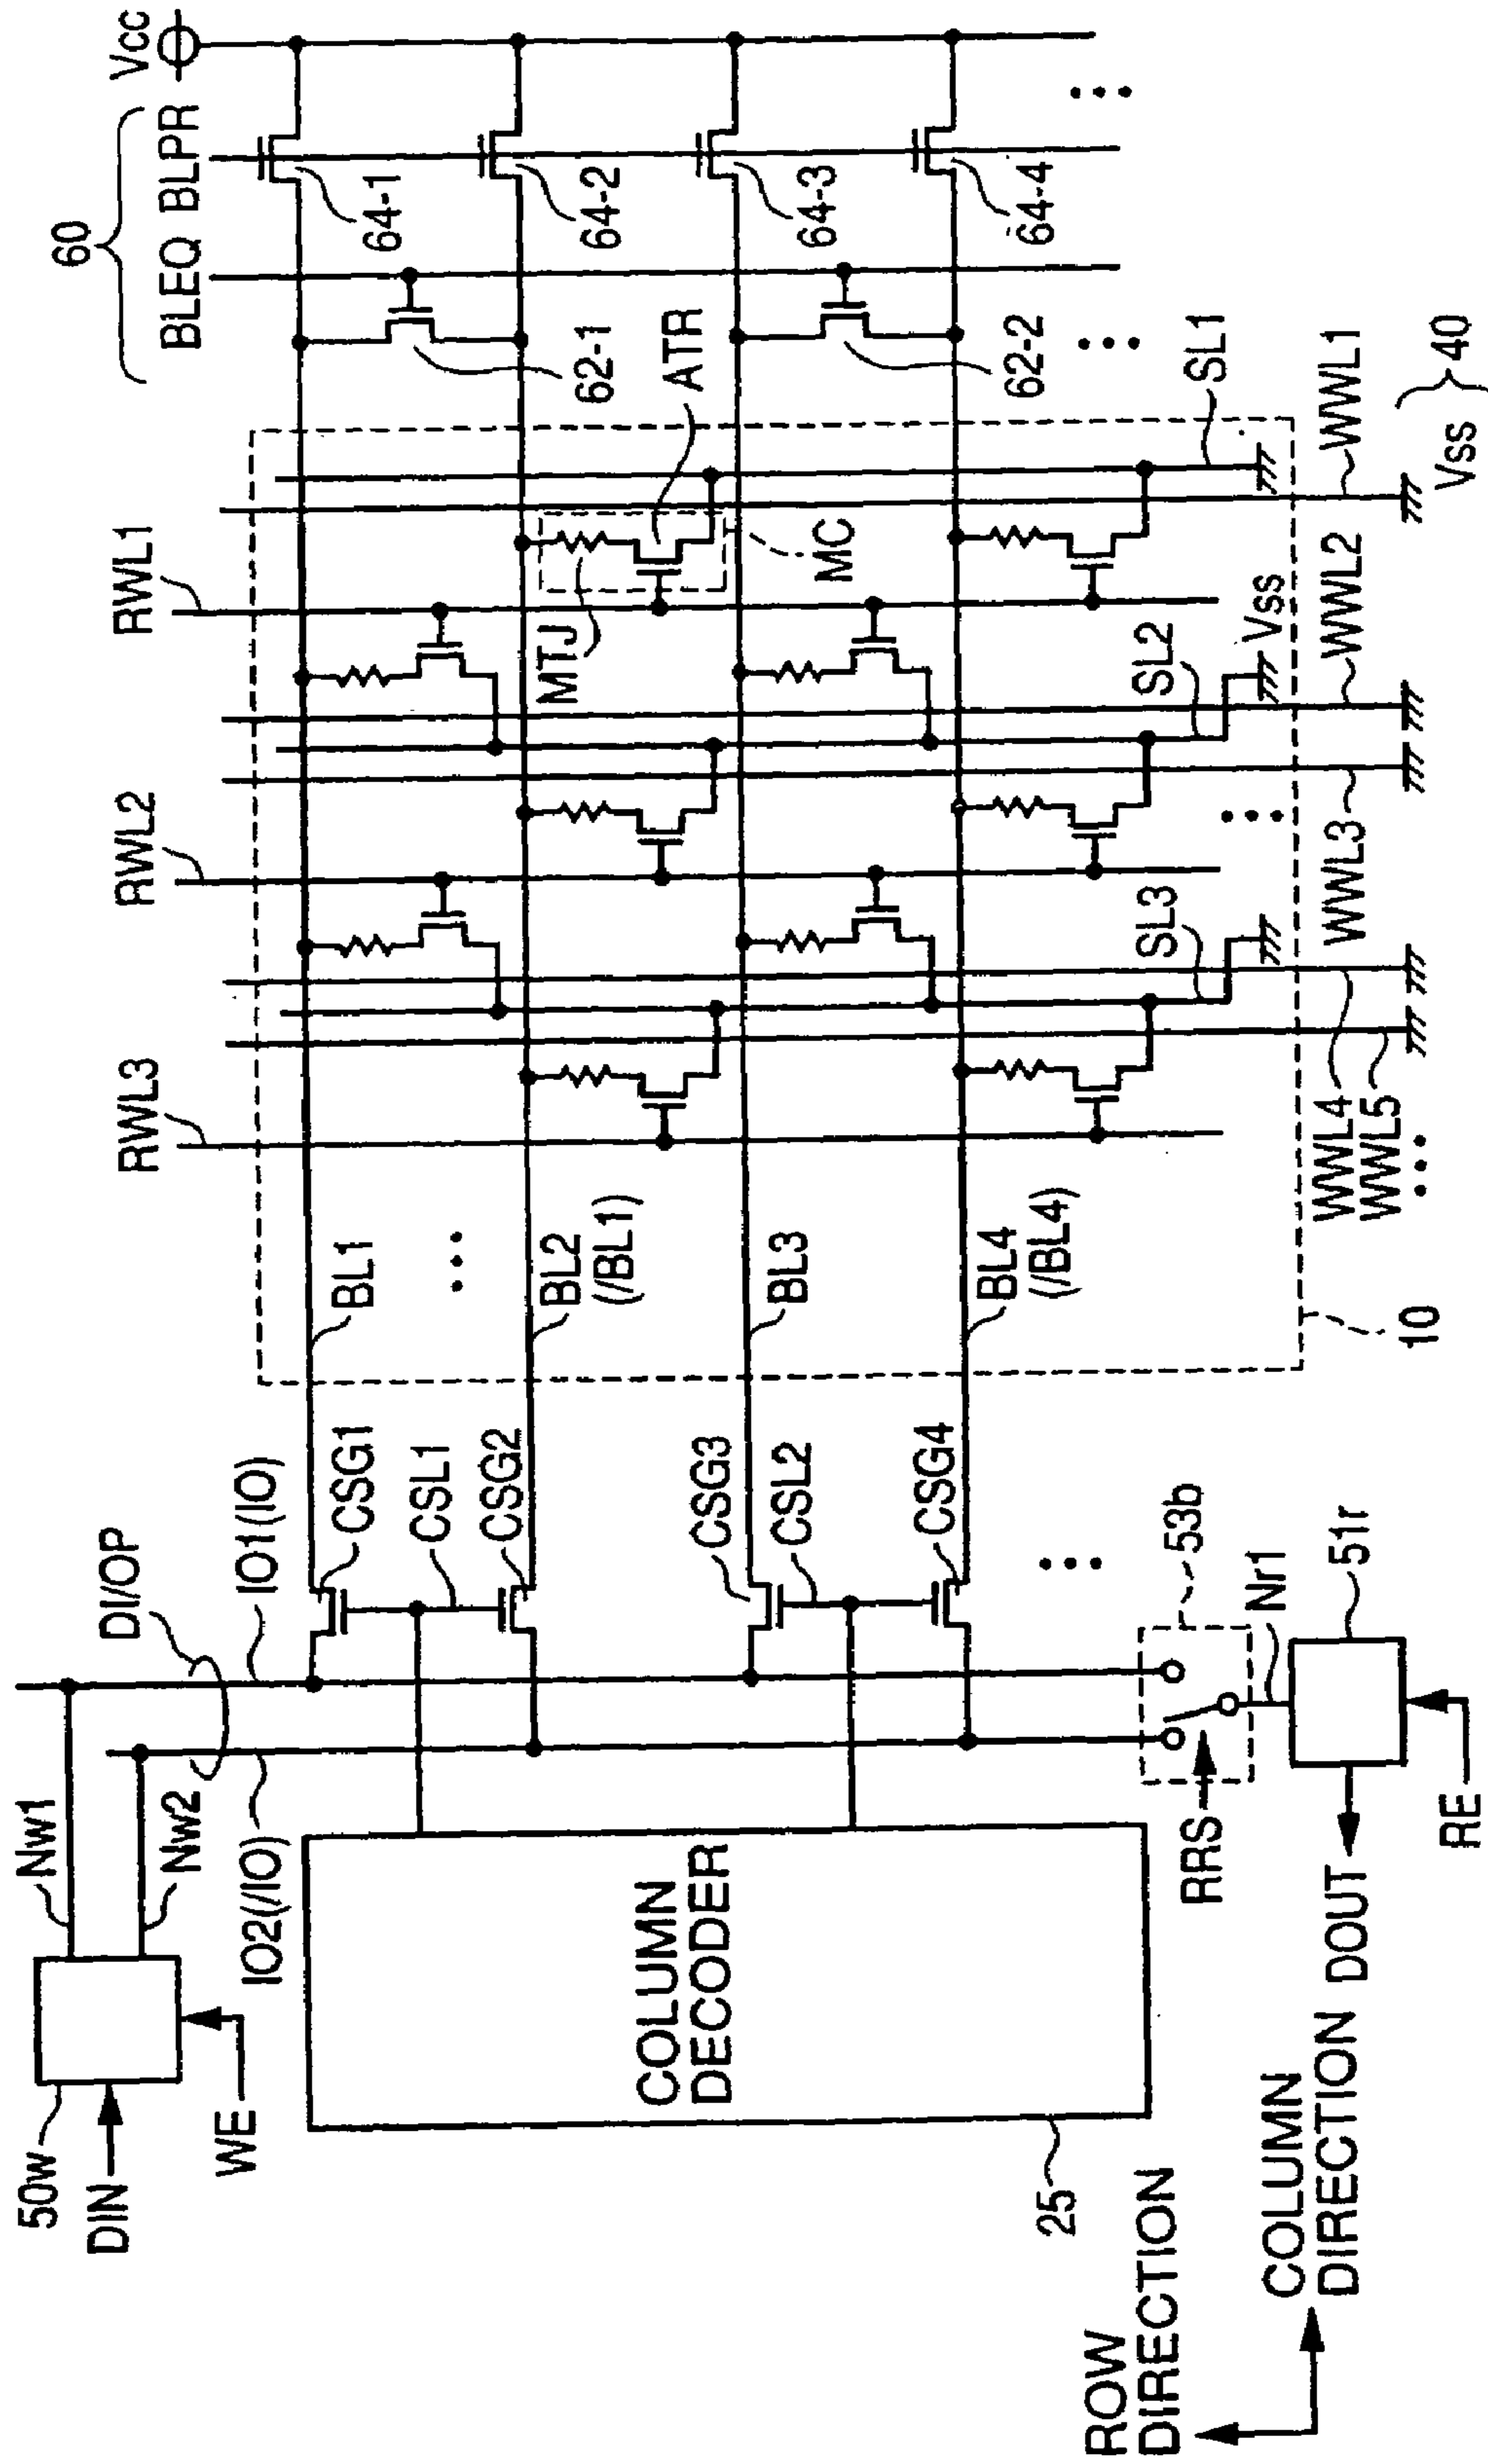 60
BLEQ BLPR Vcc
64-1
64-2
64-3
64-4
62-1
62-2
ATR
MC
MTJ
RWL1
RWL2
RWL3
SL1
WWL1
Vss
40
WWL2
Vss
SL2
WWL3
SL3
WWL4
WWL5
10
BL1
BL2
(/BL1)
BL3
BL4
(/BL4)
CSG1
CSL1
CSG2
CSG3
CSL2
CSG4
DI/OP
IO1(IO)
IO2(/IO)
Nw1
Nw2
50w
DIN
WE
COLUMN
DECODER
25
53b
Nr1
51r
RRS
DOUT
RE
ROW
DIRECTION
COLUMN
DIRECTION